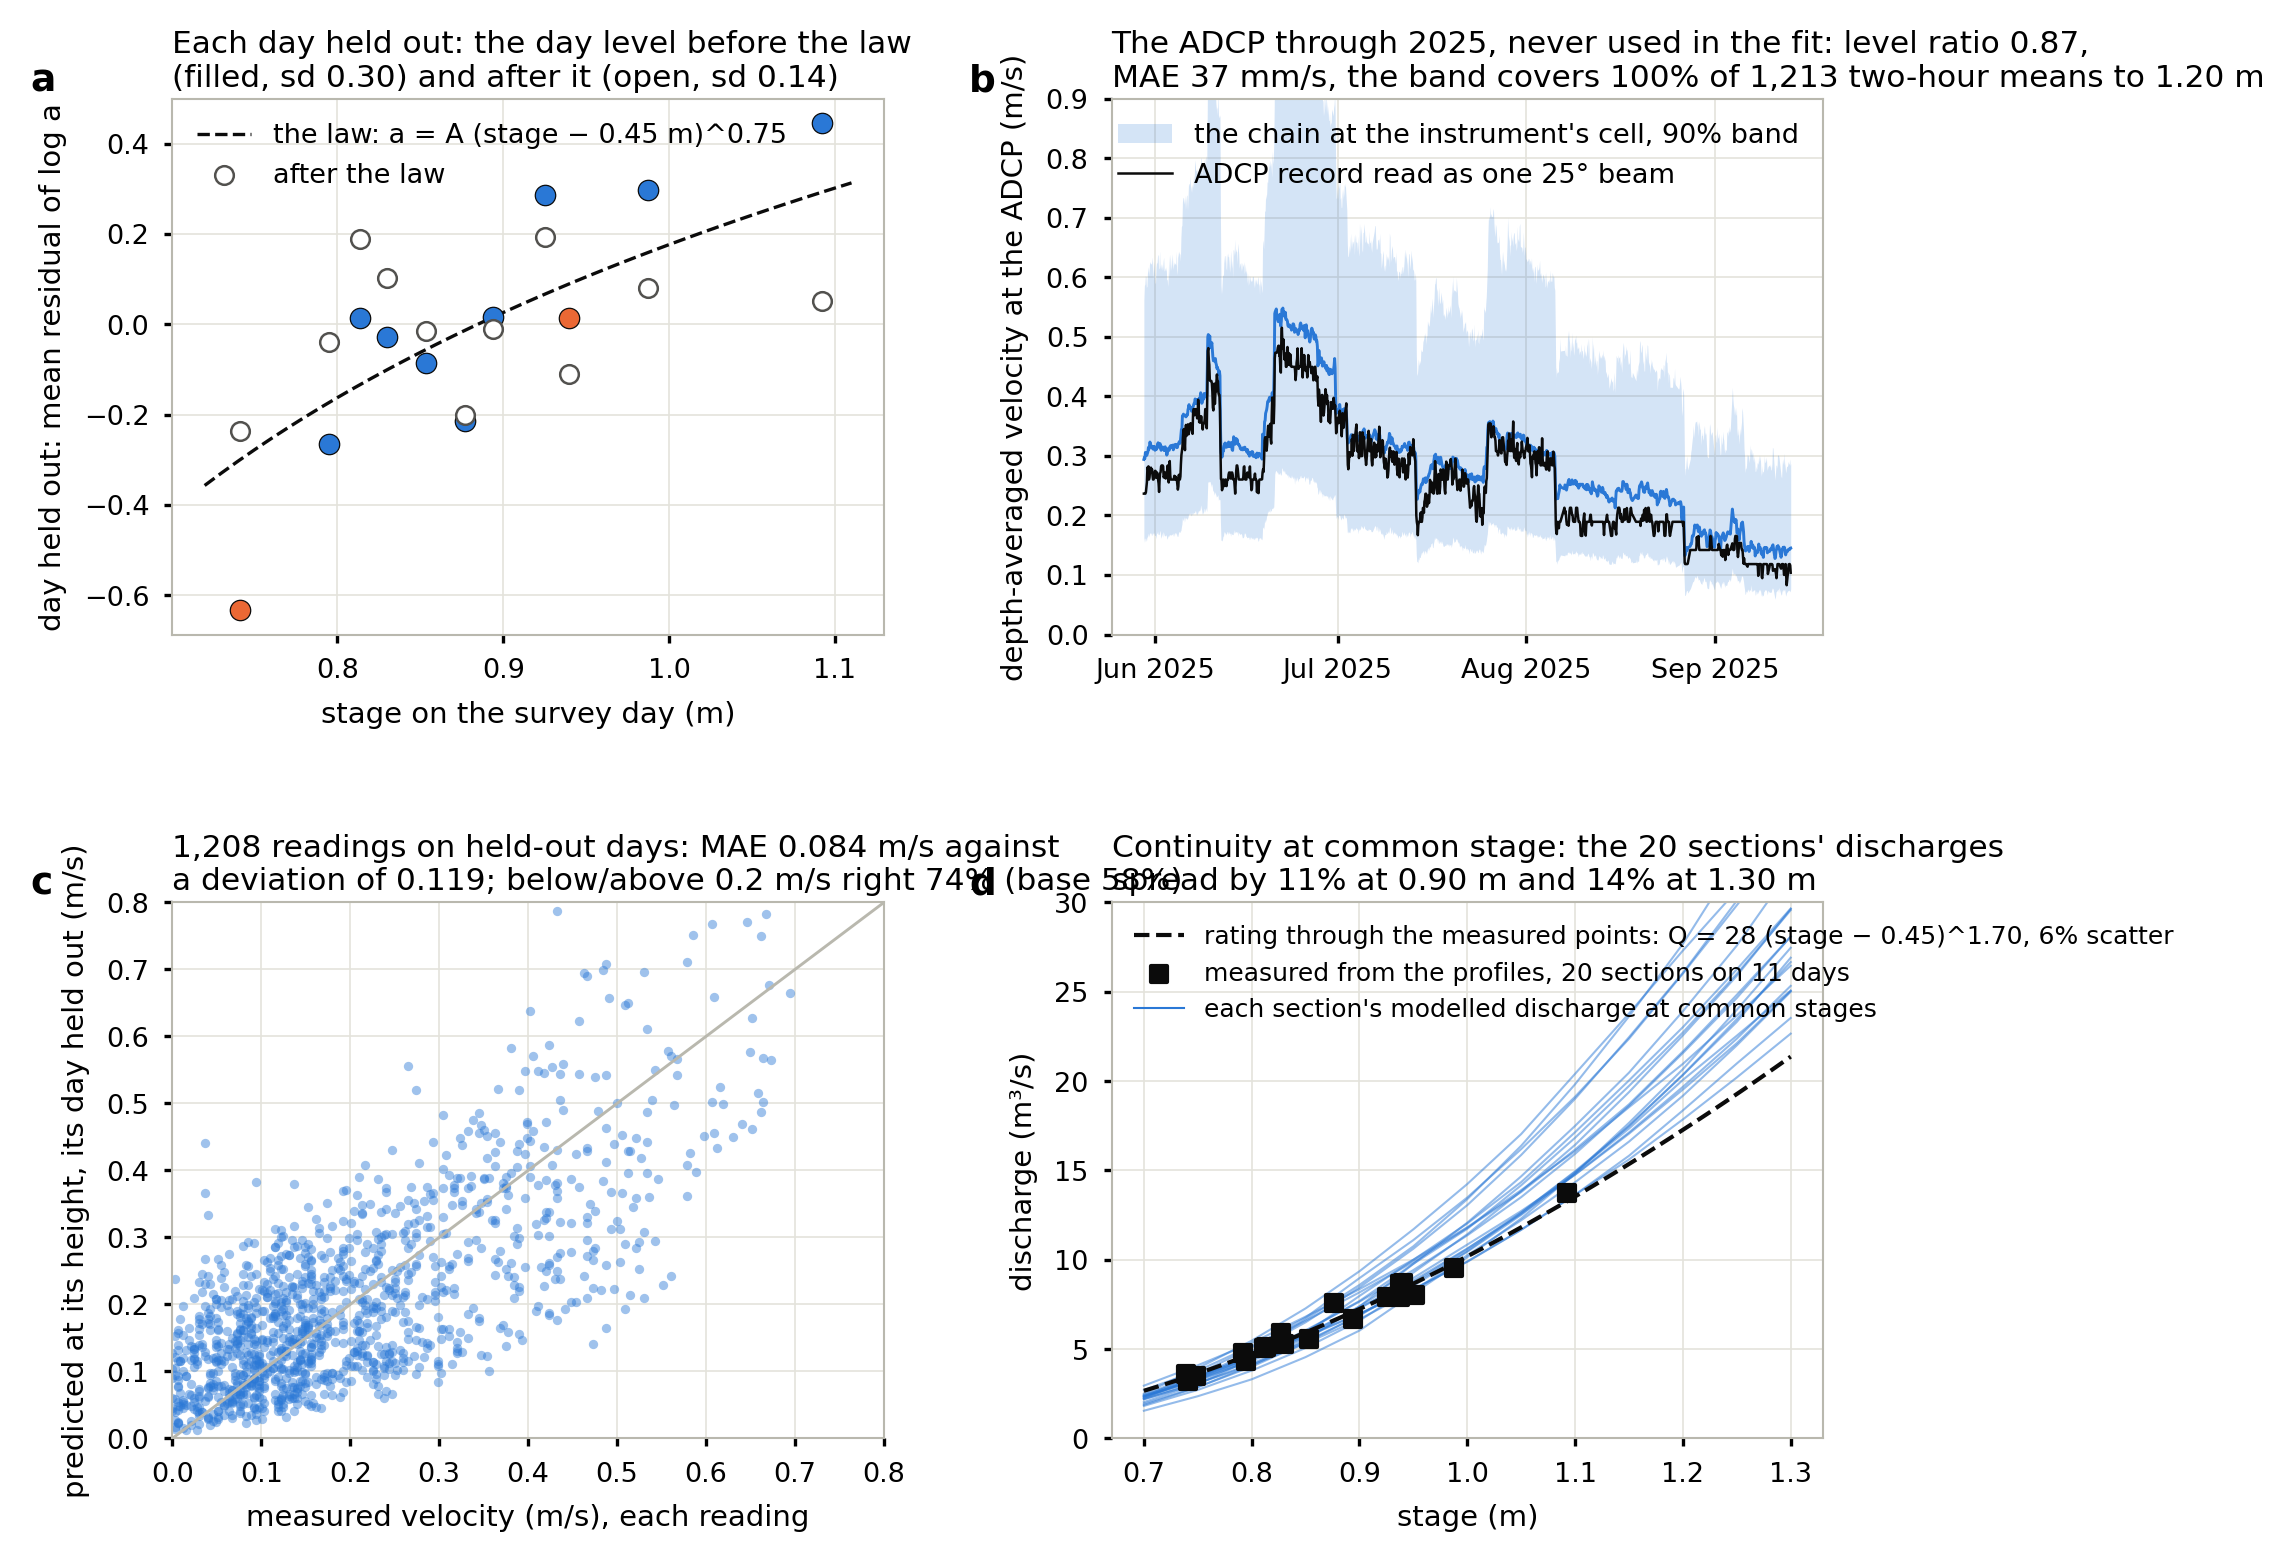 Each day held out: the day level before the law
(filled, sd 0.30) and after it (open, sd 0.14)
a
day held out: mean residual of log a
the law: a = A (stage − 0.45 m)^0.75
after the law
0.4
0.2
0.0
−0.2
−0.4
−0.6
0.8 0.9 1.0 1.1
stage on the survey day (m)
The ADCP through 2025, never used in the fit: level ratio 0.87,
MAE 37 mm/s, the band covers 100% of 1,213 two-hour means to 1.20 m
b
depth-averaged velocity at the ADCP (m/s)
the chain at the instrument's cell, 90% band
ADCP record read as one 25° beam
0.9
0.8
0.7
0.6
0.5
0.4
0.3
0.2
0.1
0.0
Jun 2025 Jul 2025 Aug 2025 Sep 2025
1,208 readings on held-out days: MAE 0.084 m/s against
a deviation of 0.119; below/above 0.2 m/s right 74% (base 58%)
c
predicted at its height, its day held out (m/s)
0.8
0.7
0.6
0.5
0.4
0.3
0.2
0.1
0.0
0.0 0.1 0.2 0.3 0.4 0.5 0.6 0.7 0.8
measured velocity (m/s), each reading
Continuity at common stage: the 20 sections' discharges
spread by 11% at 0.90 m and 14% at 1.30 m
d
discharge (m³/s)
rating through the measured points: Q = 28 (stage − 0.45)^1.70, 6% scatter
measured from the profiles, 20 sections on 11 days
each section's modelled discharge at common stages
30
25
20
15
10
5
0
0.7 0.8 0.9 1.0 1.1 1.2 1.3
stage (m)